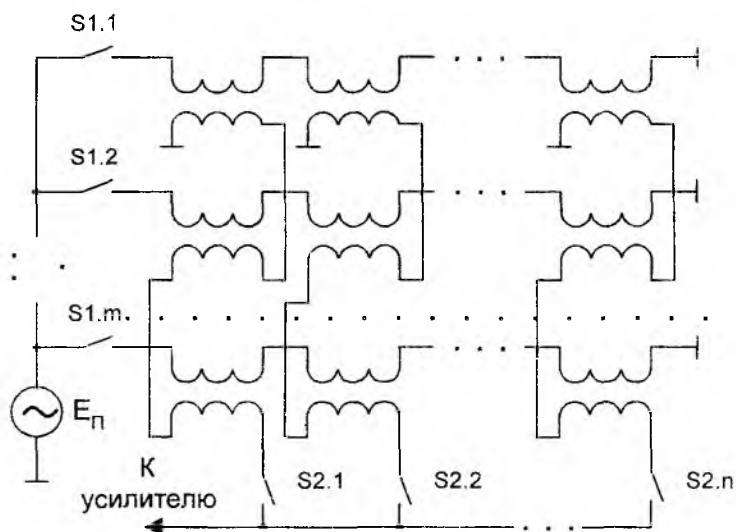 S1.1
S1.2
S1.m
Eп
К
усилителю
S2.1
S2.2
S2.n